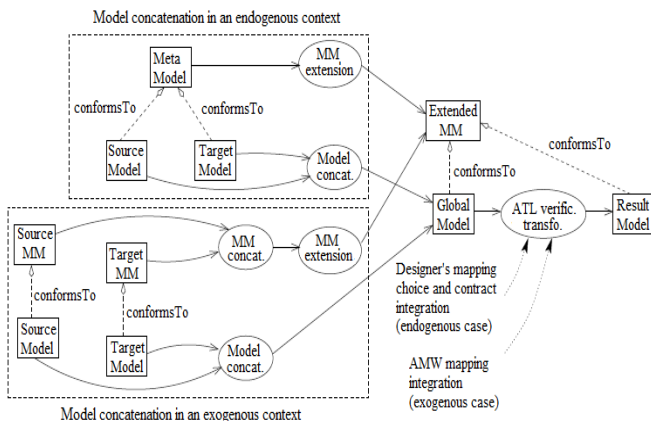 Model concatenation in an endogenous context
Meta
Model
MM
extension
conformsTo
conformsTo
Source
Model
Target
Model
Model
concat.
Extended
MM
conformsTo
conformsTo
Global
Model
ATL verific.
transfo.
Result
Model
Source
MM
Target
MM
MM
concat.
MM
extension
conformsTo
conformsTo
Source
Model
Target
Model
Model
concat.
Designer's mapping
choice and contract
integration
(endogenous case)
AMW mapping
integration
(exogenous case)
Model concatenation in an exogenous context